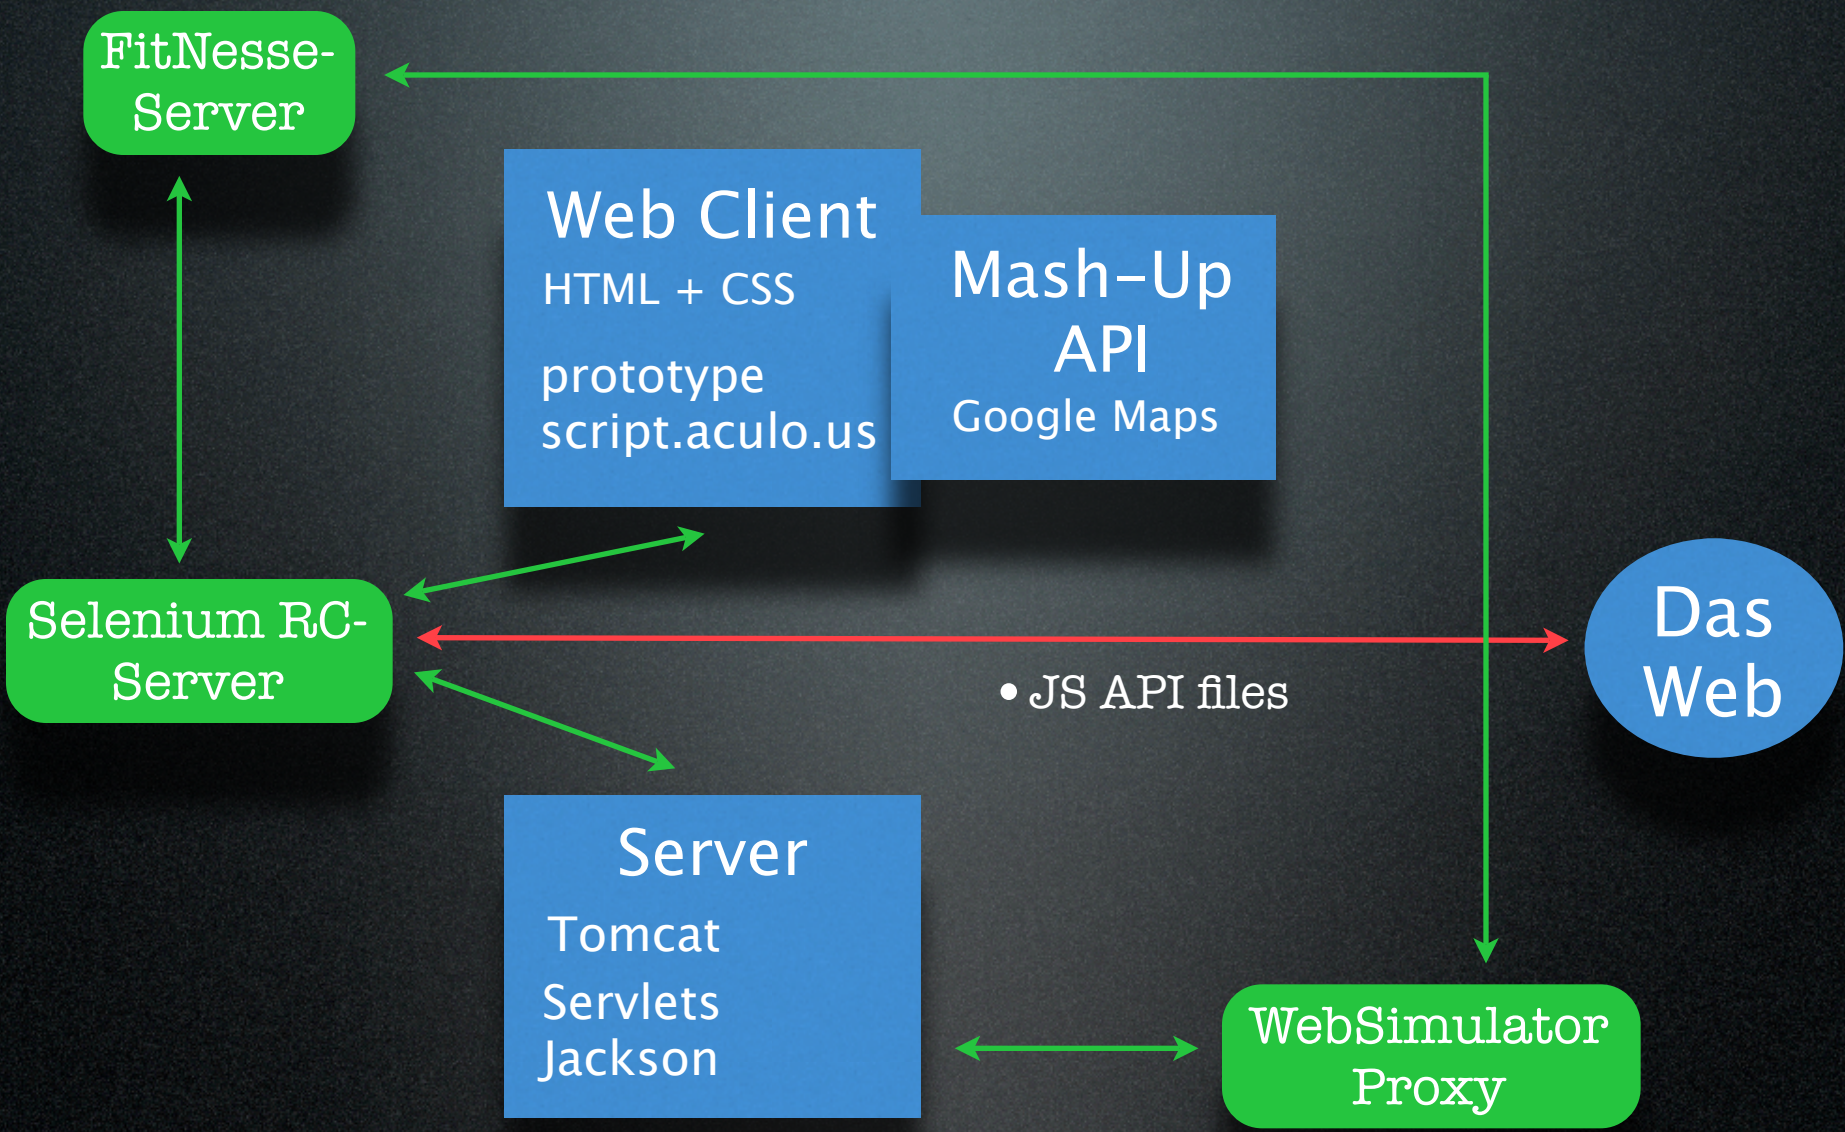 FitNesse-
Server
Web Client
HTML + CSS
prototype
script.aculo.us
Mash-Up
API
Google Maps
Selenium RC-
Server
• JS API files
Das
Web
Server
Tomcat
Servlets
Jackson
WebSimulator
Proxy